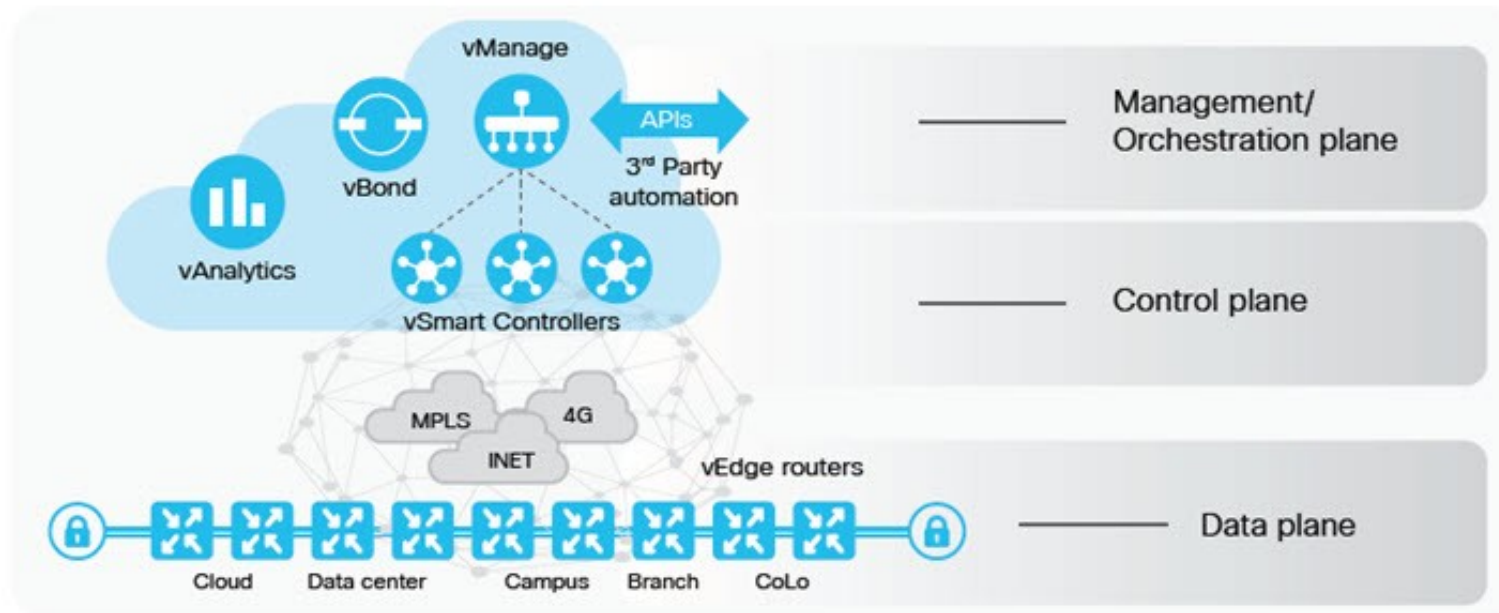 vManage
APIs
3rd Party
automation
vBond
vAnalytics
vSmart Controllers
Management/
Orchestration plane
Control plane
MPLS
4G
INET
vEdge routers
Cloud
Data center
Campus
Branch
CoLo
Data plane